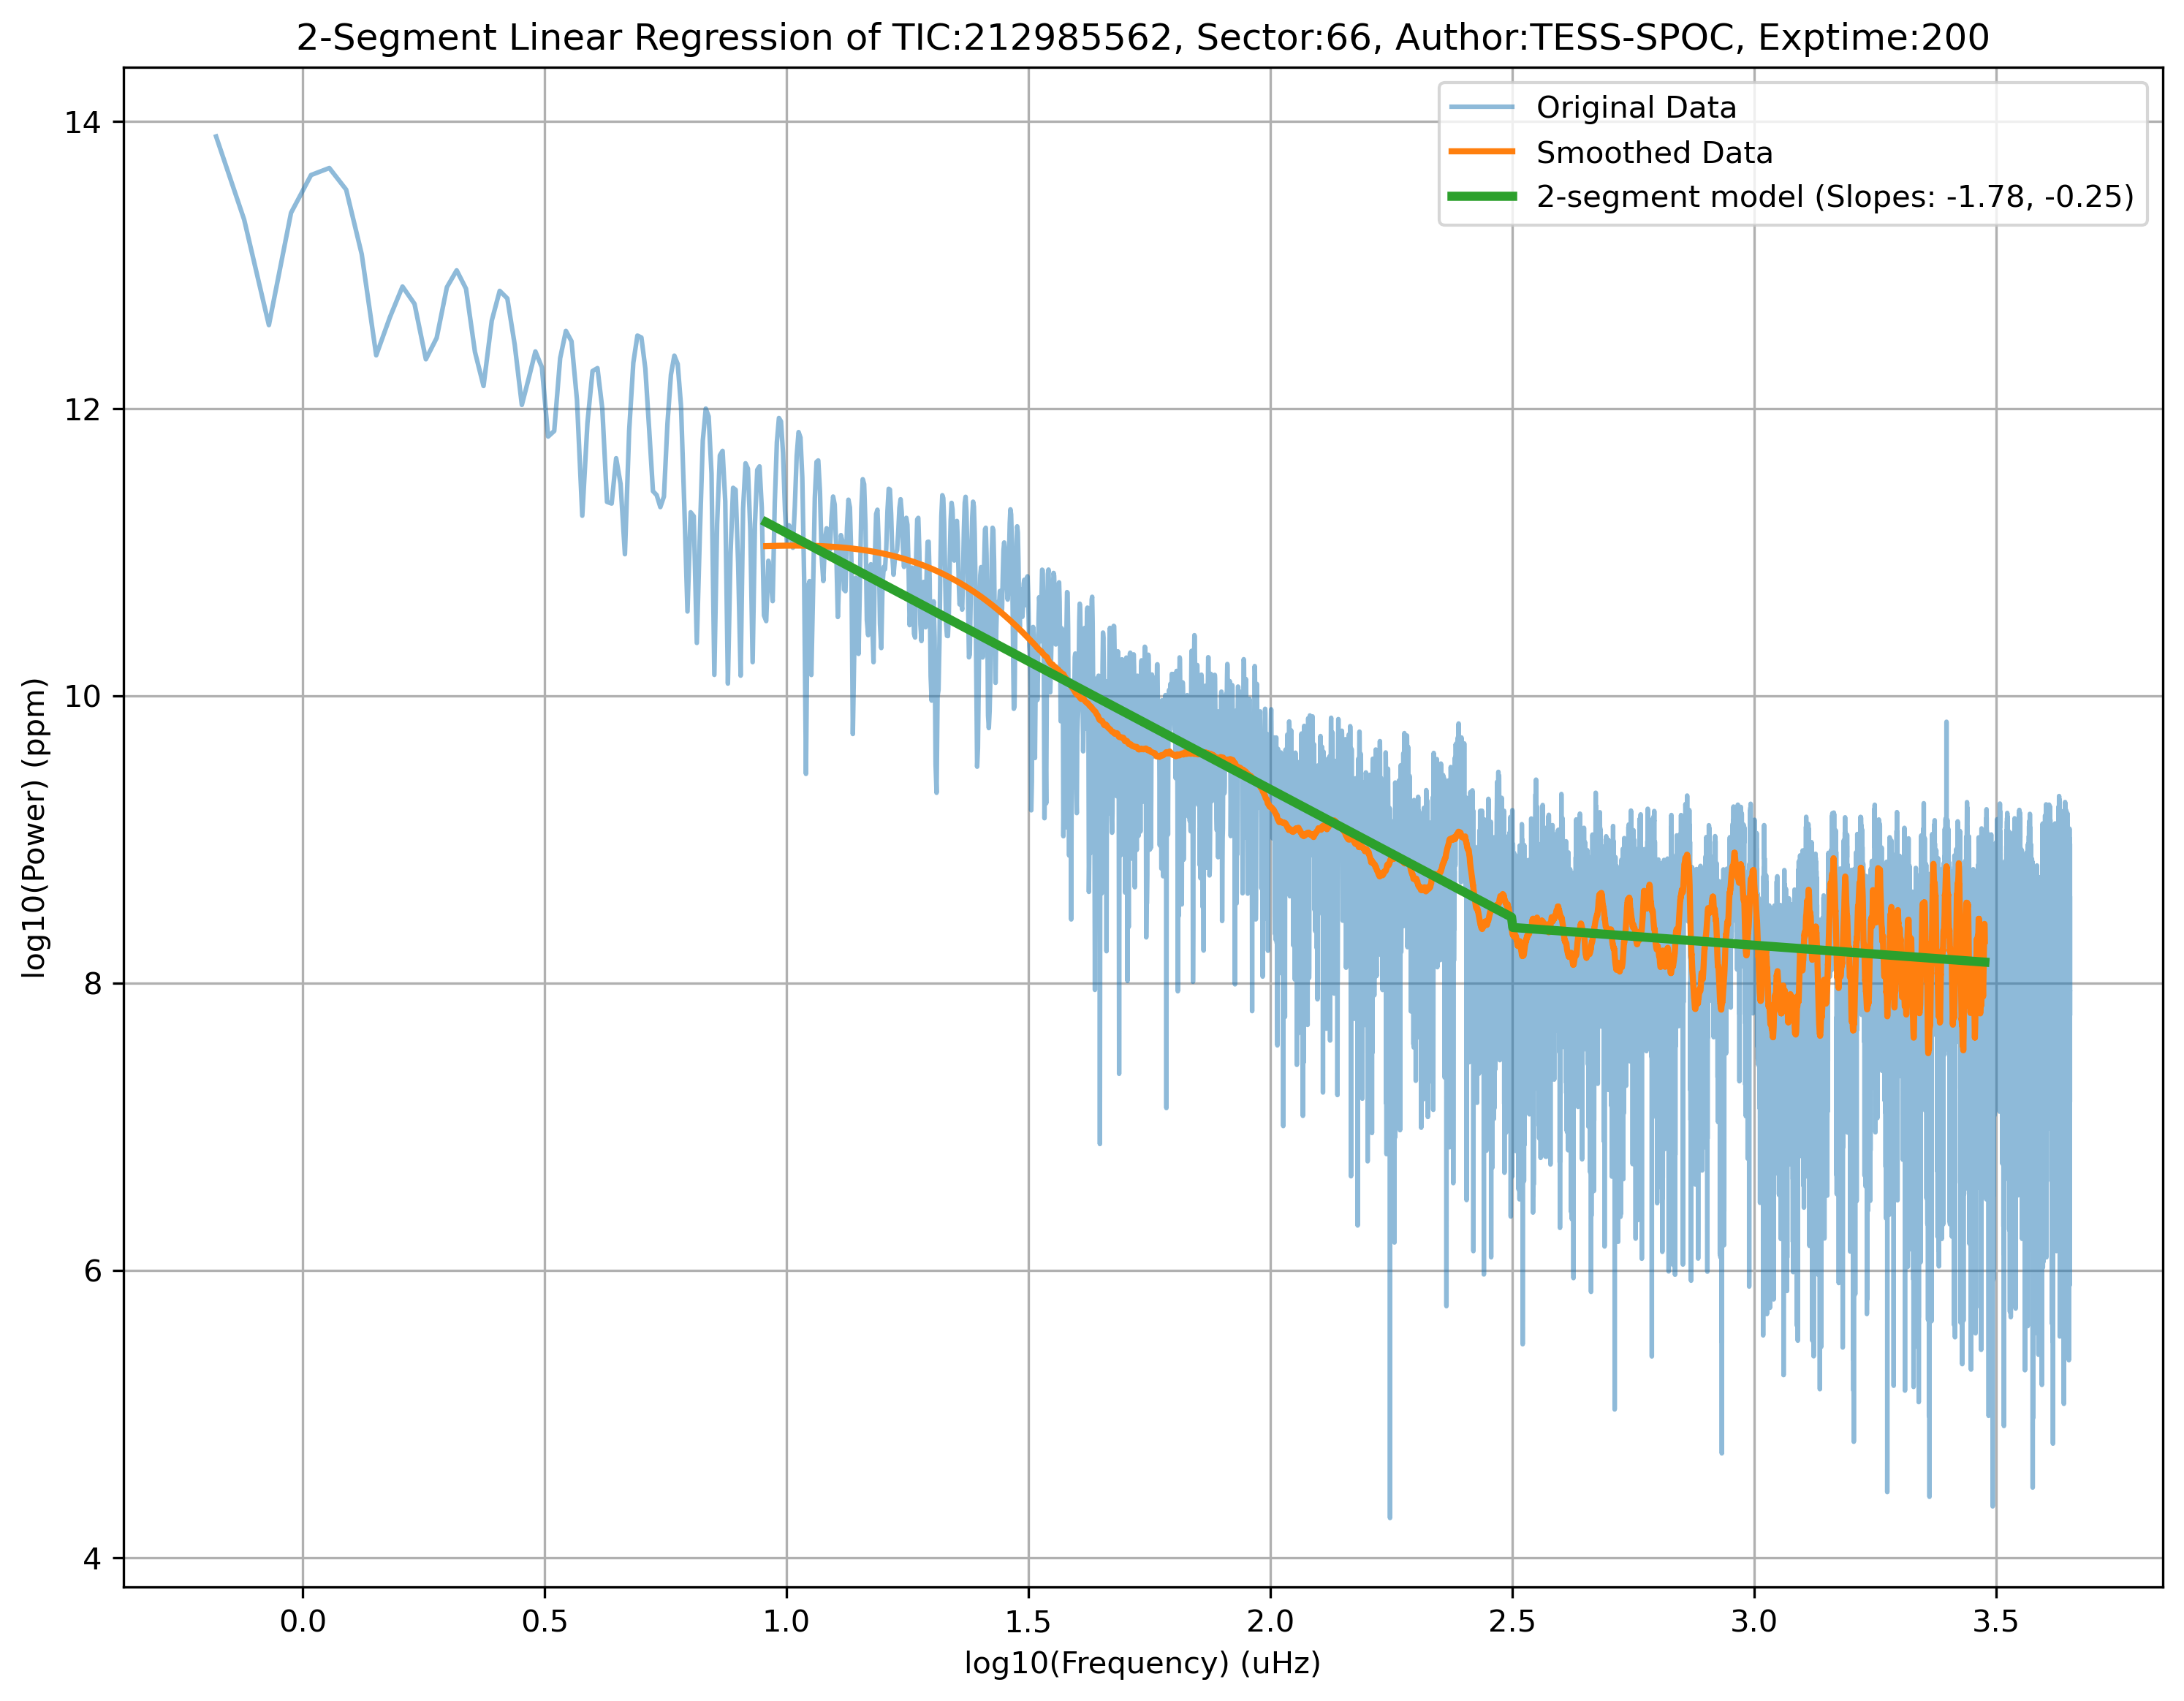 2-Segment Linear Regression of TIC:212985562, Sector:66, Author:TESS-SPOC, Exptime:200
Original Data
Smoothed Data
2-segment model (Slopes: -1.78, -0.25)
log10(Power) (ppm)
14
12
10
8
6
4
0.0 0.5 1.0 1.5 2.0 2.5 3.0 3.5
log10(Frequency) (uHz)